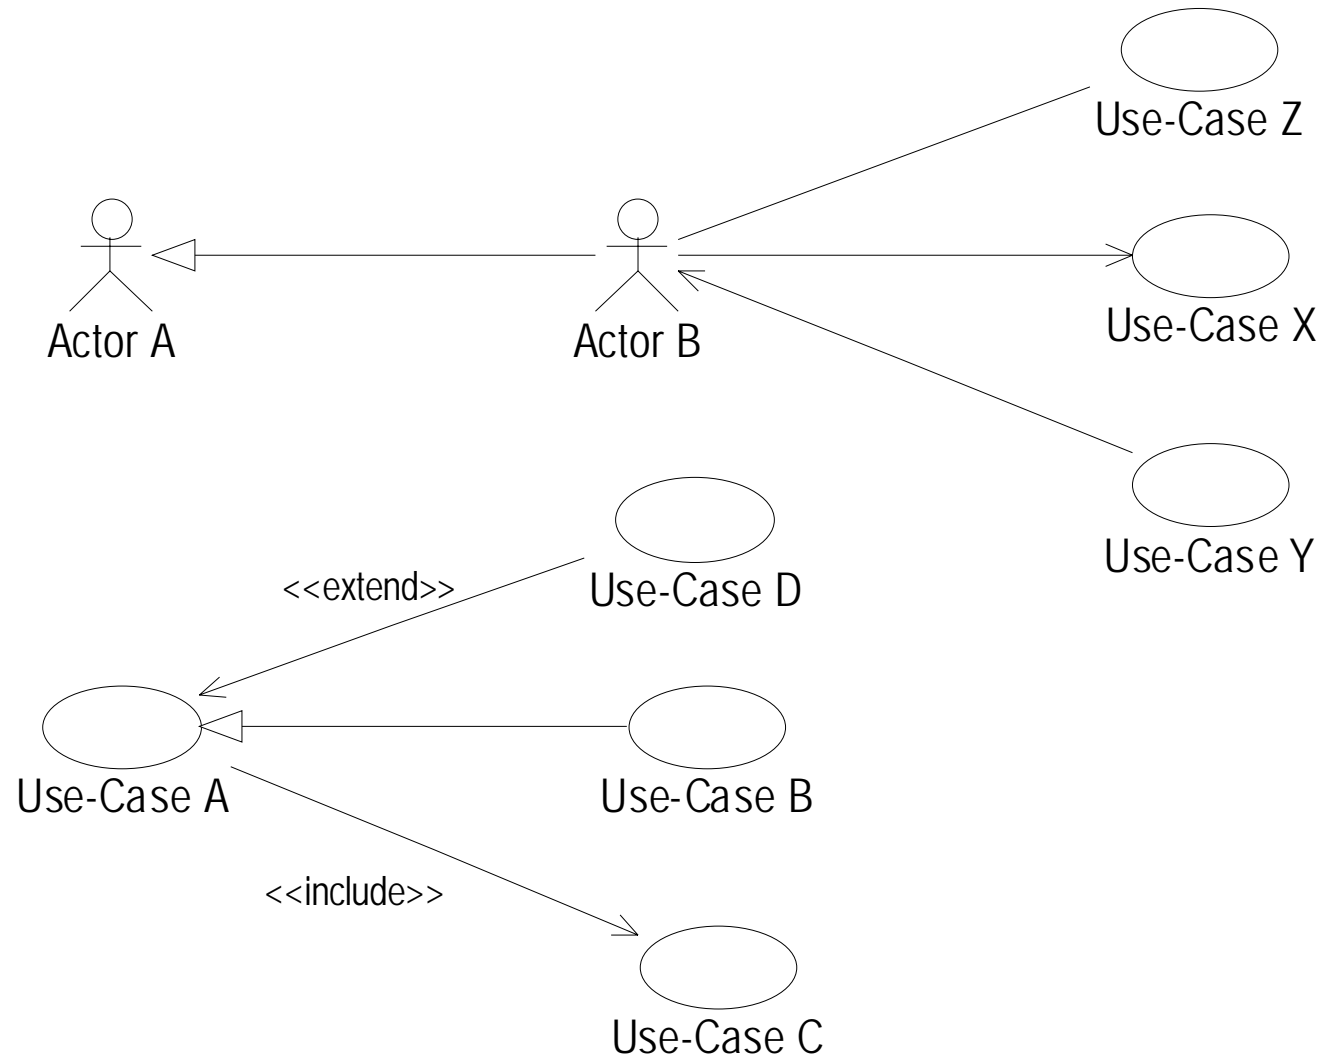 Use-Case Z
Use-Case X
Actor A
Actor B
Use-Case Y
<<extend>>
Use-Case D
Use-Case A
Use-Case B
<<include>>
Use-Case C